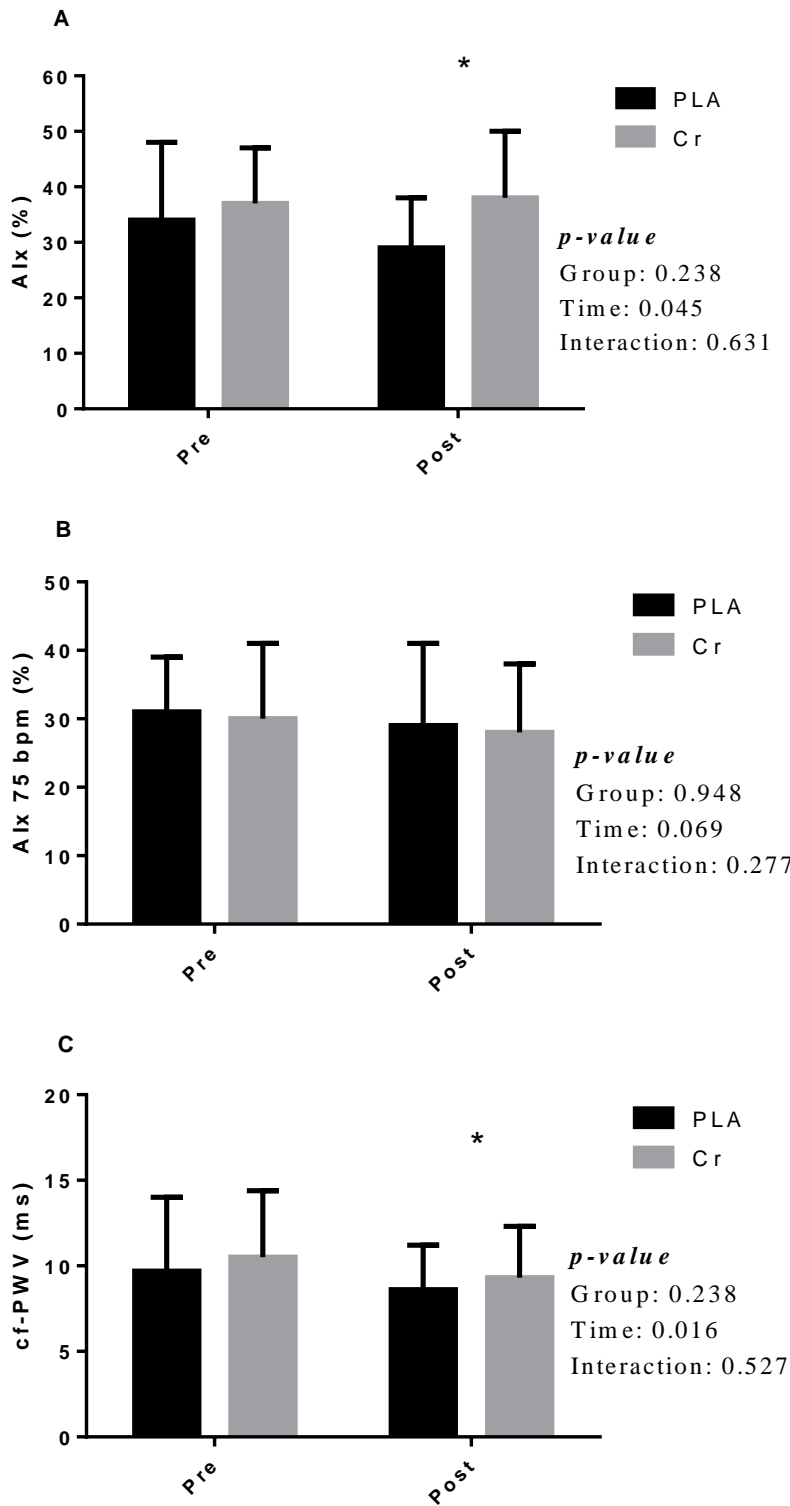 A
*
60
50
40
30
20
10
0
AIx (%)
Pre
Post
PLA
Cr
p-value
Group: 0.238
Time: 0.045
Interaction: 0.631
B
50
40
30
20
10
0
AIx 75 bpm (%)
Pre
Post
PLA
Cr
p-value
Group: 0.948
Time: 0.069
Interaction: 0.277
C
*
20
15
10
5
0
cf-PWV (ms)
Pre
Post
PLA
Cr
p-value
Group: 0.238
Time: 0.016
Interaction: 0.527